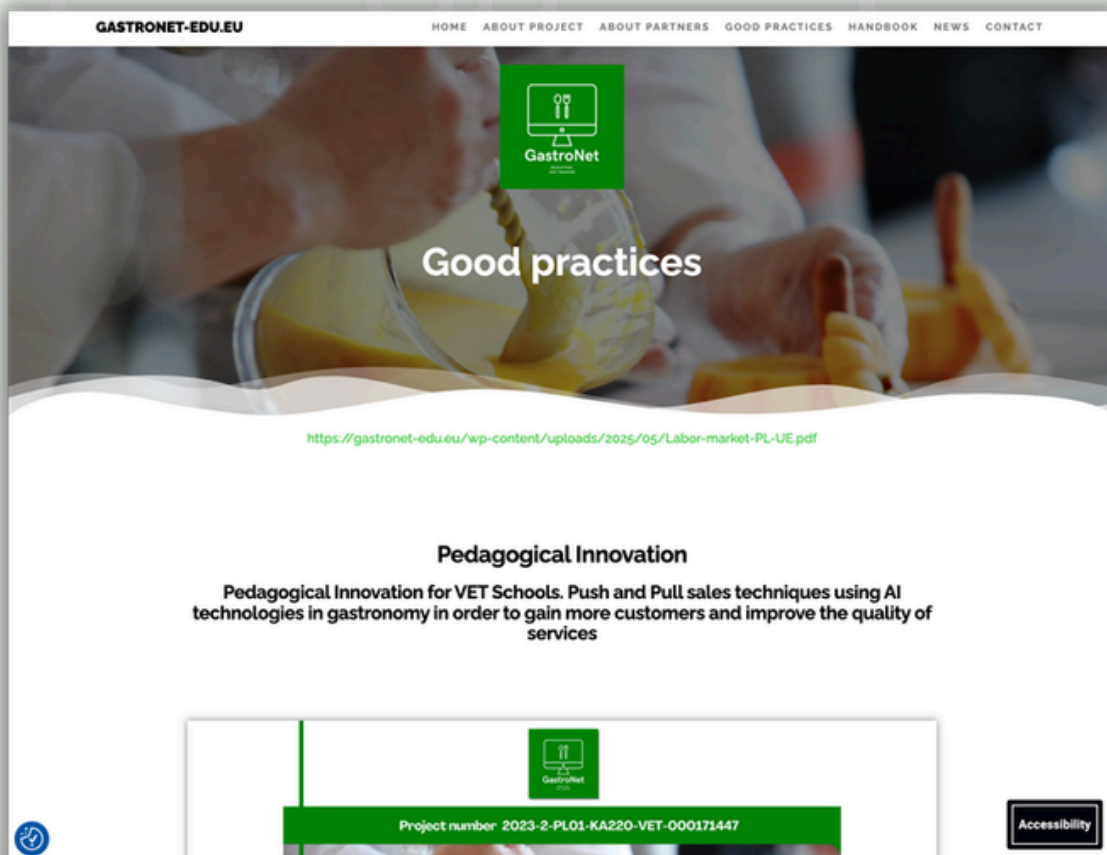 GASTRONET-EDU.EU
HOME ABOUT PROJECT ABOUT PARTNERS GOOD PRACTICES HANDBOOK NEWS CONTACT
GastroNet
EDUCATION
AND TRAINING
Good practices
https://gastronet-edu.eu/wp-content/uploads/2025/05/Labor-market-PL-UE.pdf
Pedagogical Innovation
Pedagogical Innovation for VET Schools. Push and Pull sales techniques using AI
technologies in gastronomy in order to gain more customers and improve the quality of
services
GastroNet
Project number 2023-2-PL01-KA220-VET-000171447
Accessibility